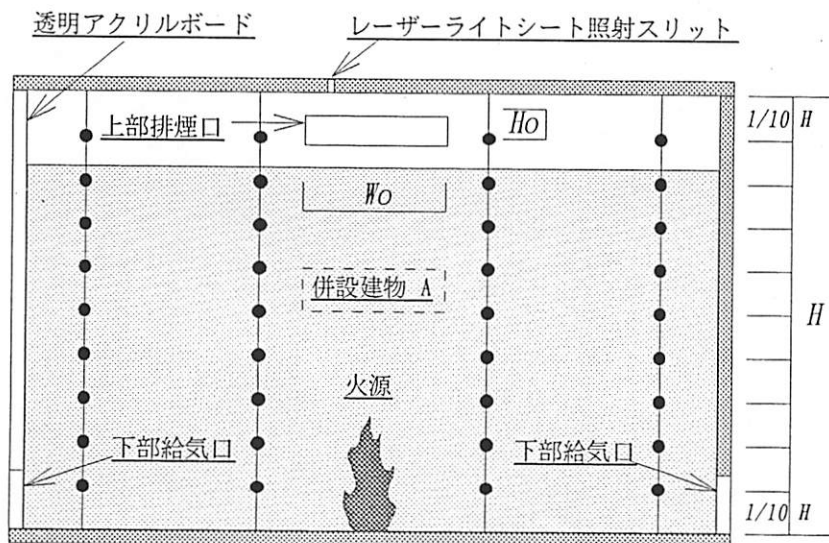 透明アクリルボード
レーザーライトシート照射スリット
上部排煙口
HO
1/10 H
WO
併設建物 A
H
火源
下部給気口
下部給気口
1/10 H